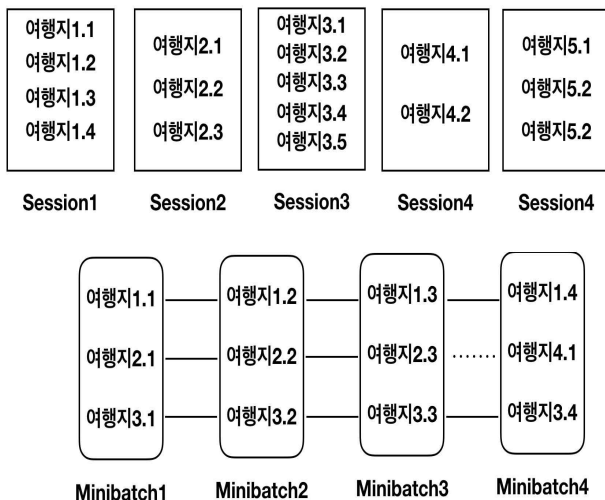 여행지1.1
여행지1.2
여행지1.3
여행지1.4
여행지2.1
여행지2.2
여행지2.3
여행지3.1
여행지3.2
여행지3.3
여행지3.4
여행지3.5
여행지4.1
여행지4.2
여행지5.1
여행지5.2
여행지5.2
Session1
Session2
Session3
Session4
Session4
여행지1.1
여행지2.1
여행지3.1
여행지1.2
여행지2.2
여행지3.2
여행지1.3
여행지2.3
여행지3.3
여행지1.4
여행지4.1
여행지3.4
Minibatch1
Minibatch2
Minibatch3
Minibatch4